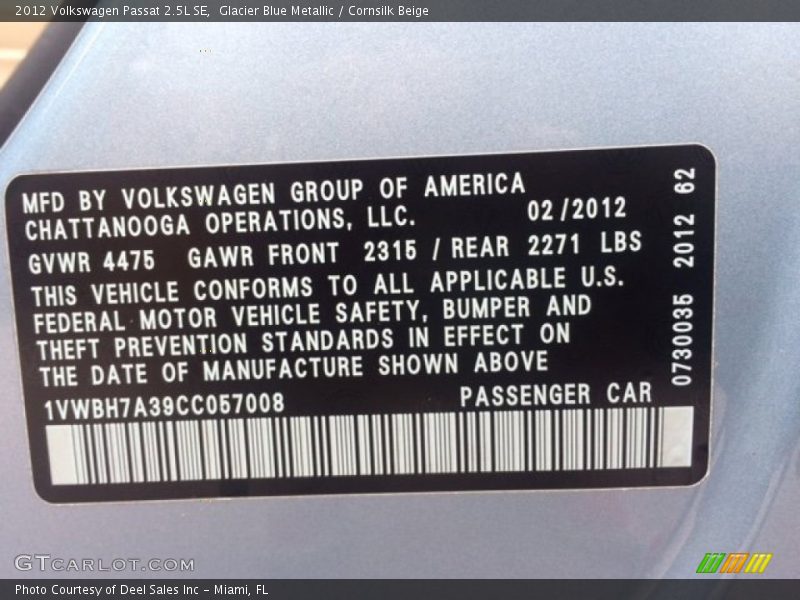 2012 Volkswagen Passat 2.5L SE,  Glacier Blue Metallic / Cornsilk Beige
MFD BY VOLKSWAGEN GROUP OF AMERICA
CHATTANOOGA OPERATIONS, LLC.
02/2012
GVWR 4475 GAWR FRONT 2315 / REAR 2271 LBS
THIS VEHICLE CONFORMS TO ALL APPLICABLE U.S.
FEDERAL MOTOR VEHICLE SAFETY, BUMPER AND
THEFT PREVENTION STANDARDS IN EFFECT ON
THE DATE OF MANUFACTURE SHOWN ABOVE
1VWBH7A39CC057008
PASSENGER CAR
0730035 2012 62
GTCARLOT.COM
Photo Courtesy of Deel Sales Inc - Miami, FL